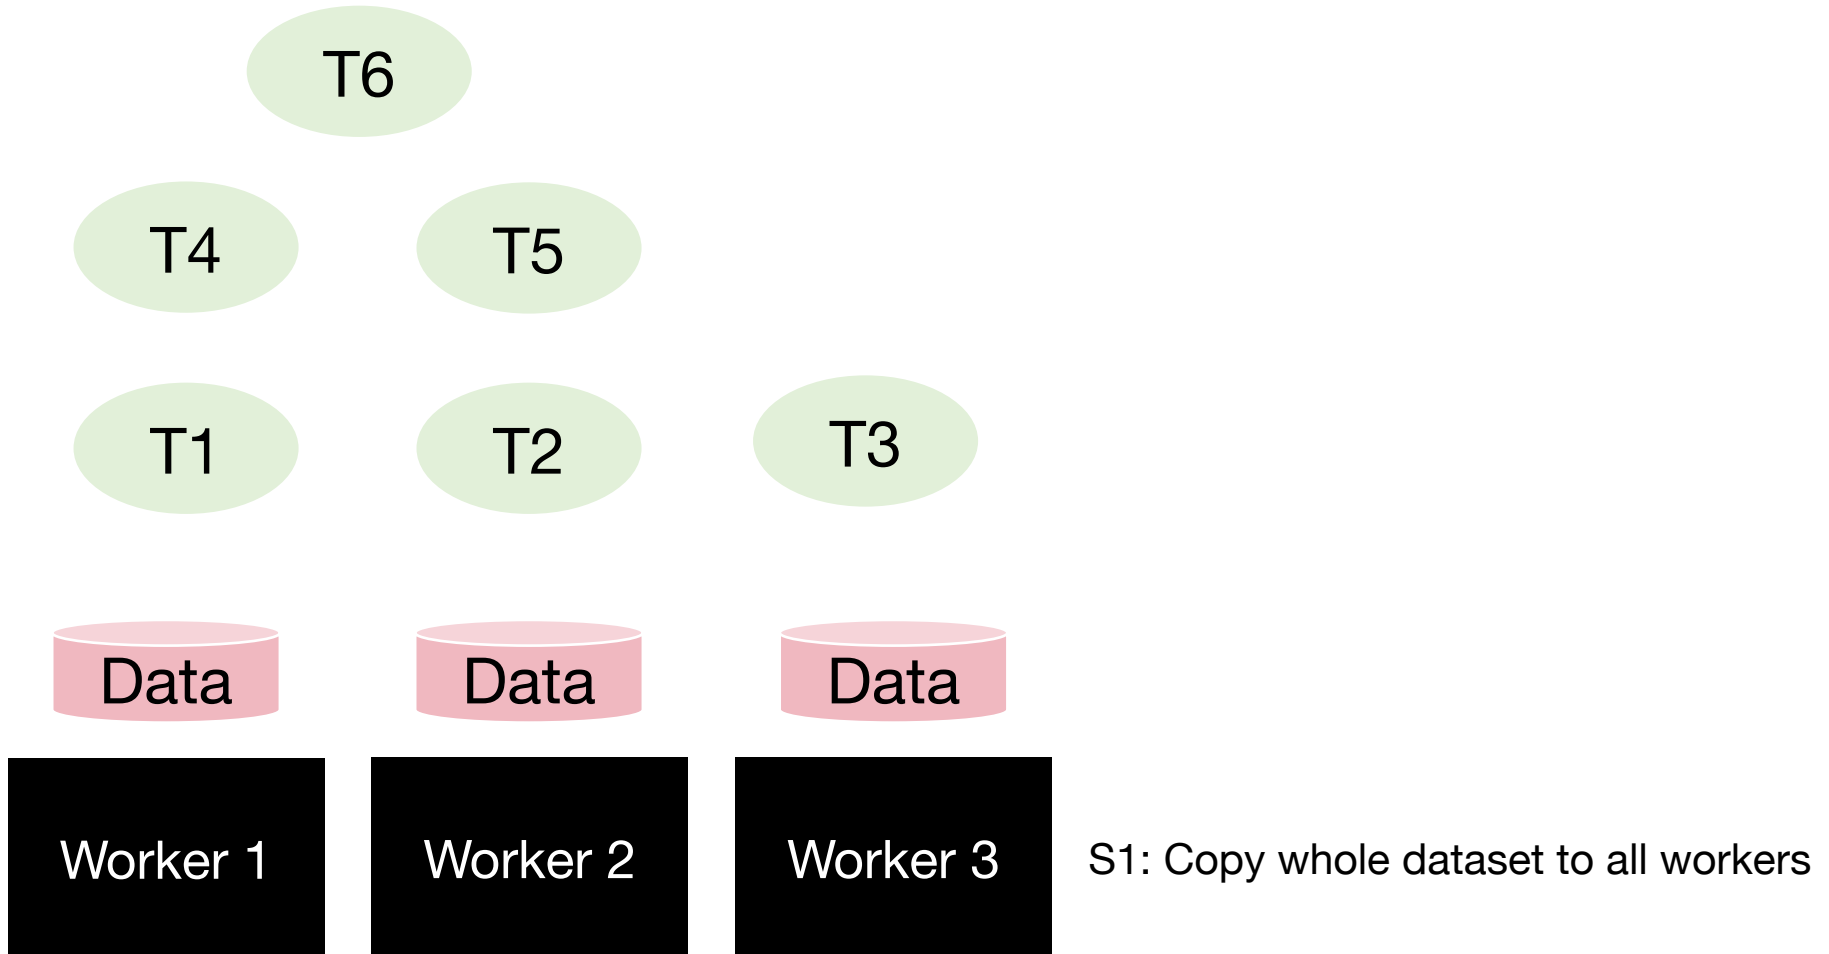 T6
T4
T5
T1
T2
T3
Data
Data
Data
Worker 1
Worker 2
Worker 3
S1: Copy whole dataset to all workers